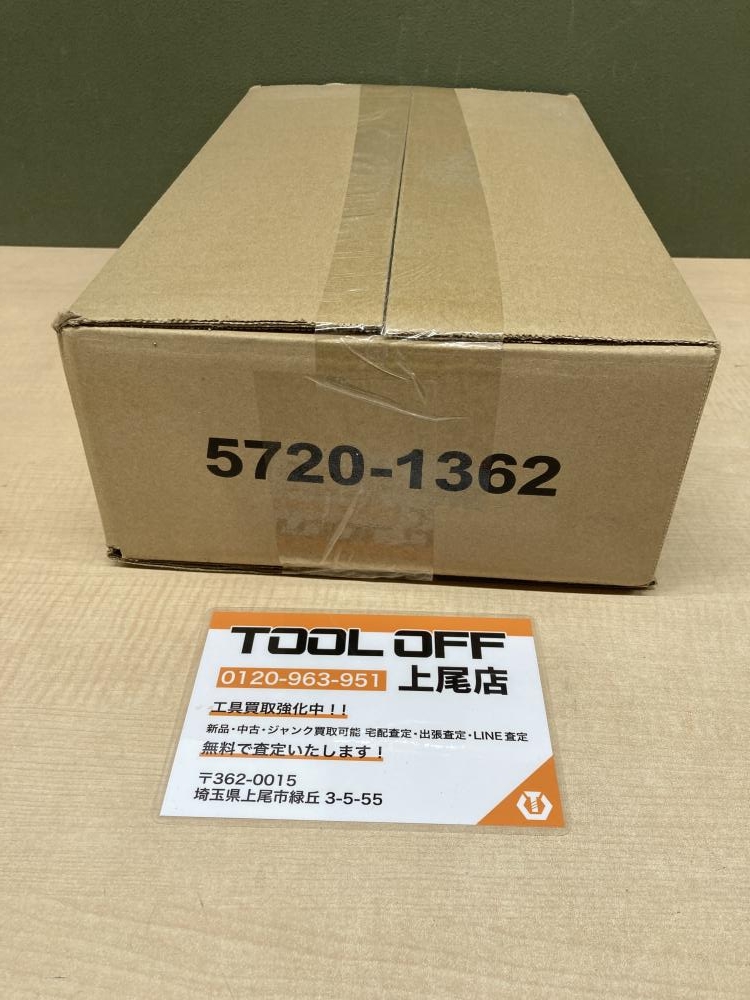 5720-1362
TOOL OFF
0120-963-951 上尾店
工具買取強化中!!
新品・中古・ジャンク買取可能 宅配査定・出張査定・LINE査定
無料で査定いたします!
〒362-0015
埼玉県上尾市緑丘 3-5-55